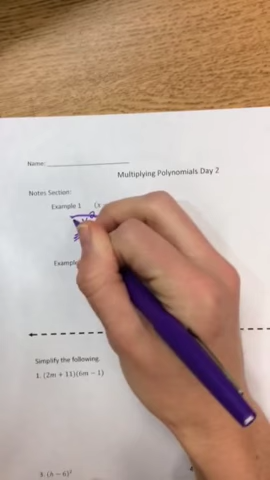 Name:
Multiplying Polynomials Day 2
Notes Section:
Example 1 (x
Example
Simplify the following.
1. (2m + 11)(6m − 1)
3. (h − 6)²